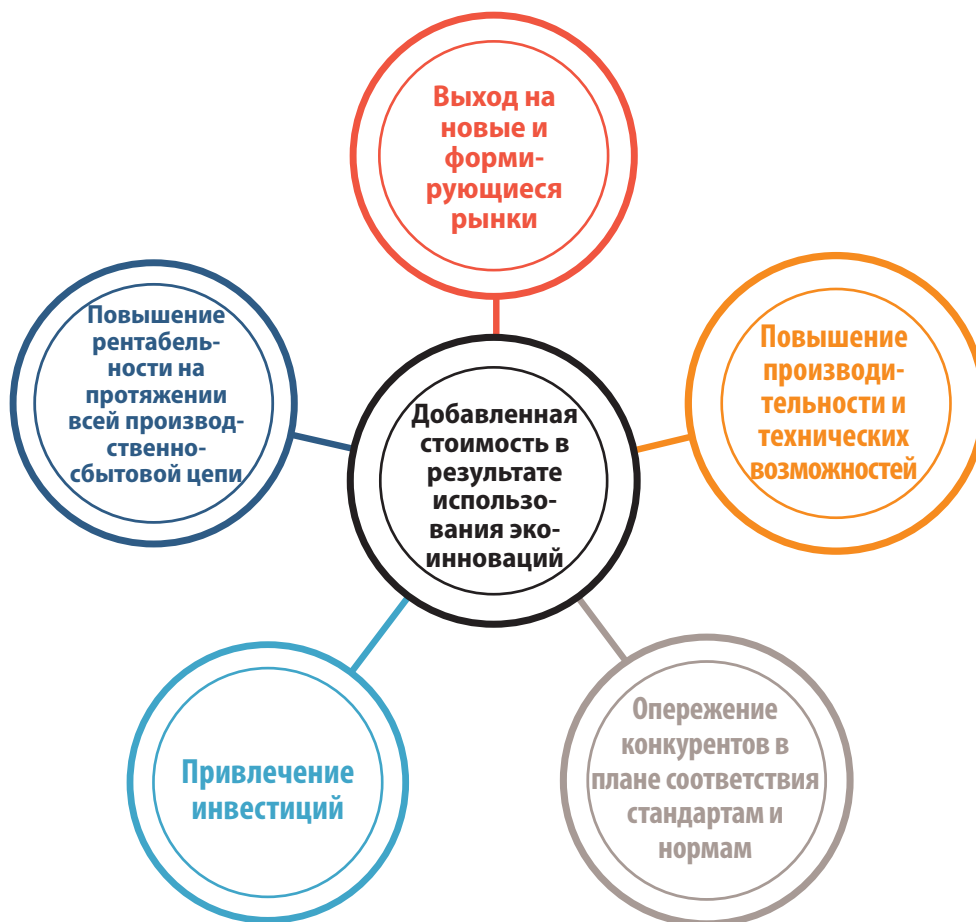 Выход на
новые и
форми-
рующиеся
рынки
Повышение
рентабель-
ности на
протяжении
всей производ-
ственно-
сбытовой цепи
Добавленная
стоимость в
результате
использо-
вания эко-
инноваций
Повышение
производи-
тельности и
технических
возможностей
Привлечение
инвестиций
Опережение
конкурентов в
плане соответствия
стандартам и
нормам